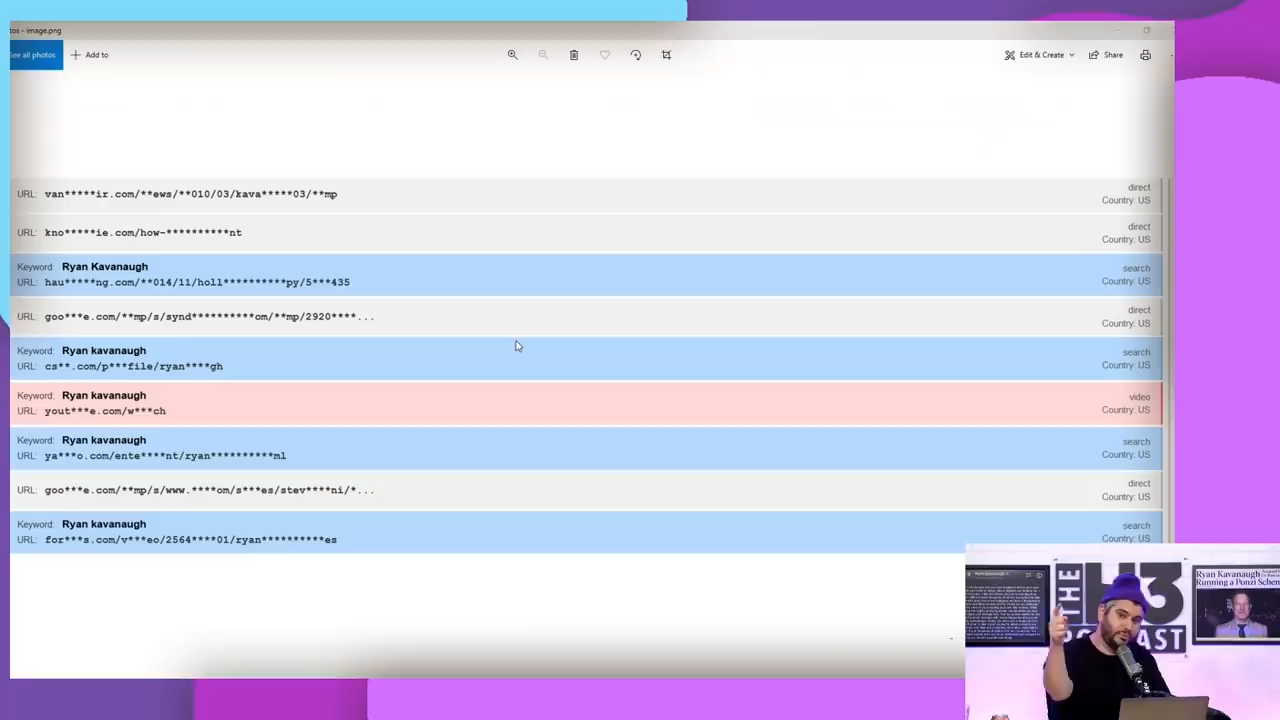 tos - image.png
See all photos
Add to
Edit & Create
Share
URL: van*****ir.com/**ews/**010/03/kava*****03/**mp
direct
Country: US
URL: kno*****ie.com/how-**********nt
direct
Country: US
Keyword: Ryan Kavanaugh
URL: hau*****ng.com/**014/11/holl**********py/5***435
search
Country: US
URL: goo***e.com/**mp/s/synd**********om/**mp/2920****...
direct
Country: US
Keyword: Ryan kavanaugh
URL: cs**.com/p***file/ryan****gh
search
Country: US
Keyword: Ryan kavanaugh
URL: yout***e.com/w***ch
video
Country: US
Keyword: Ryan kavanaugh
URL: ya***o.com/ente****nt/ryan**********ml
search
Country: US
URL: goo***e.com/**mp/s/www.****om/s***es/stev****ni/*...
direct
Country: US
Keyword: Ryan kavanaugh
URL: for***s.com/v***eo/2564****01/ryan**********es
search
Country: US
THE
H3
PODCAST
Ryan Kavanaugh
Running a Ponzi Schem